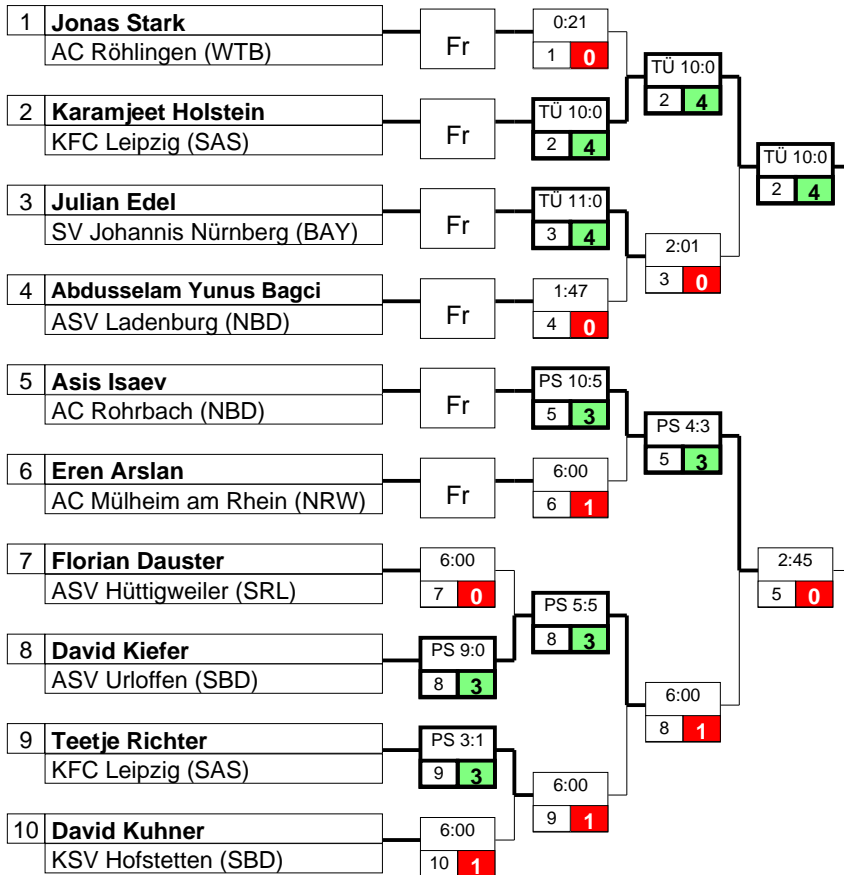 1 Jonas Stark
AC Röhlingen (WTB)
Fr
0:21
1 0
TÜ 10:0
2 4
2 Karamjeet Holstein
KFC Leipzig (SAS)
Fr
TÜ 10:0
2 4
TÜ 10:0
2 4
3 Julian Edel
SV Johannis Nürnberg (BAY)
Fr
TÜ 11:0
3 4
2:01
3 0
4 Abdusselam Yunus Bagci
ASV Ladenburg (NBD)
Fr
1:47
4 0
5 Asis Isaev
AC Rohrbach (NBD)
Fr
PS 10:5
5 3
PS 4:3
5 3
6 Eren Arslan
AC Mülheim am Rhein (NRW)
Fr
6:00
6 1
7 Florian Dauster
ASV Hüttigweiler (SRL)
6:00
7 0
2:45
5 0
PS 5:5
8 3
8 David Kiefer
ASV Urloffen (SBD)
PS 9:0
8 3
6:00
8 1
9 Teetje Richter
KFC Leipzig (SAS)
PS 3:1
9 3
6:00
9 1
10 David Kuhner
KSV Hofstetten (SBD)
6:00
10 1